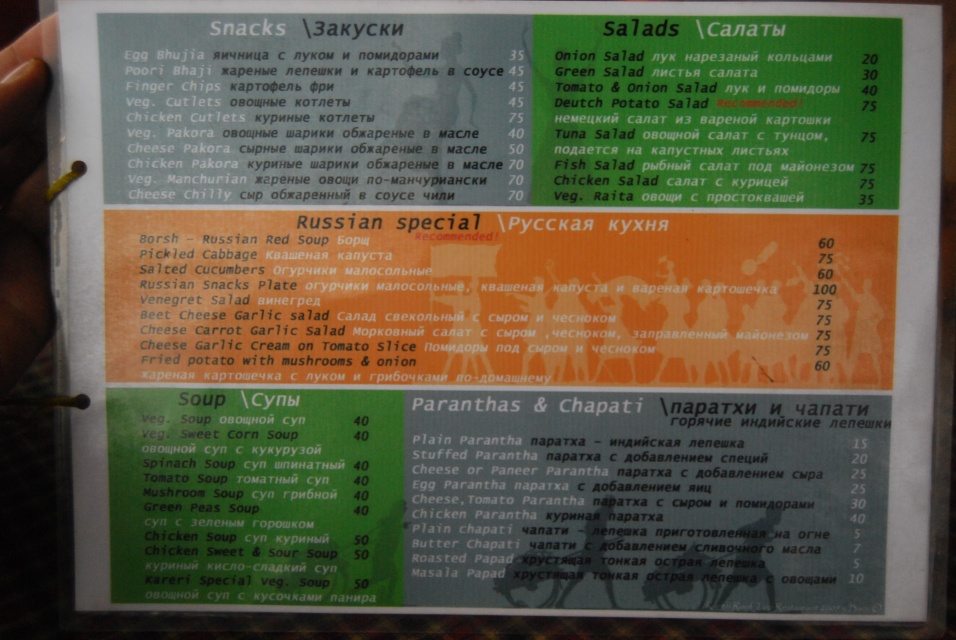 Snacks \Закуски
Egg Bhujia яичница с луком и помидорами 35
Poori Bhaji жареные лепешки и картофель в соусе 45
Finger Chips картофель фри 45
Veg. Cutlets овощные котлеты 45
Chicken Cutlets куриные котлеты 75
Veg. Pakora овощные шарики обжареные в масле 40
Cheese Pakora сырные шарики обжареные в масле 50
Chicken Pakora куриные шарики обжареные в масле 70
Veg. Manchurian жареные овощи по-манчуриански 70
Cheese Chilly сыр обжаренный в соусе чили 70
Salads \Салаты
Onion Salad лук нарезаный кольцами 20
Green Salad листья салата 30
Tomato & Onion Salad лук и помидоры 40
Deutch Potato Salad Recommended! 75
немецкий салат из вареной картошки
Tuna Salad овощной салат с тунцом, 75
подается на капустных листьях
Fish Salad рыбный салат под майонезом 75
Chicken Salad салат с курицей 75
Veg. Raita овощи с простоквашей 35
Russian special \Русская кухня
Borsh - Russian Red Soup Борщ Recommended! 60
Pickled Cabbage Квашеная капуста 75
Salted Cucumbers Огурчики малосольные 60
Russian Snacks Plate огурчики малосольные, квашеная капуста и вареная картошечка 100
Venegret Salad винегред 75
Beet Cheese Garlic salad Салад свекольный с сыром и чесноком 75
Cheese Carrot Garlic Salad Морковный салат с сыром ,чесноком, заправленный майонезом 75
Cheese Garlic Cream on Tomato Slice Помидоры под сыром и чесноком 75
Fried potato with mushrooms & onion 60
жареная картошечка с луком и грибочками по-домашнему
Soup \Супы
Veg. Soup овощной суп 40
Veg. Sweet Corn Soup 40
овощной суп с кукурузой
Spinach Soup суп шпинатный 40
Tomato Soup томатный суп 40
Mushroom Soup суп грибной 40
Green Peas Soup 40
суп с зеленым горошком
Chicken Soup суп куриный 50
Chicken Sweet & Sour Soup 50
куриный кисло-сладкий суп
Kareri Special Veg. Soup 50
овощной суп с кусочками панира
Paranthas & Chapati \паратхи и чапати
горячие индийские лепешки
Plain Parantha паратха - индийская лепешка 15
Stuffed Parantha паратха с добавлением специй 20
Cheese or Paneer Parantha паратха с добавлением сыра 25
Egg Parantha паратха с добавлением яиц 25
Cheese,Tomato Parantha паратха с сыром и помидорами 30
Chicken Parantha куриная паратха 40
Plain chapati чапати - лепешка приготовленная на огне 5
Butter Chapati чапати с добавлением сливочного масла 7
Roasted Papad хрустящая тонкая острая лепешка 5
Masala Papad хрустящая тонкая острая лепешка с овощами 10